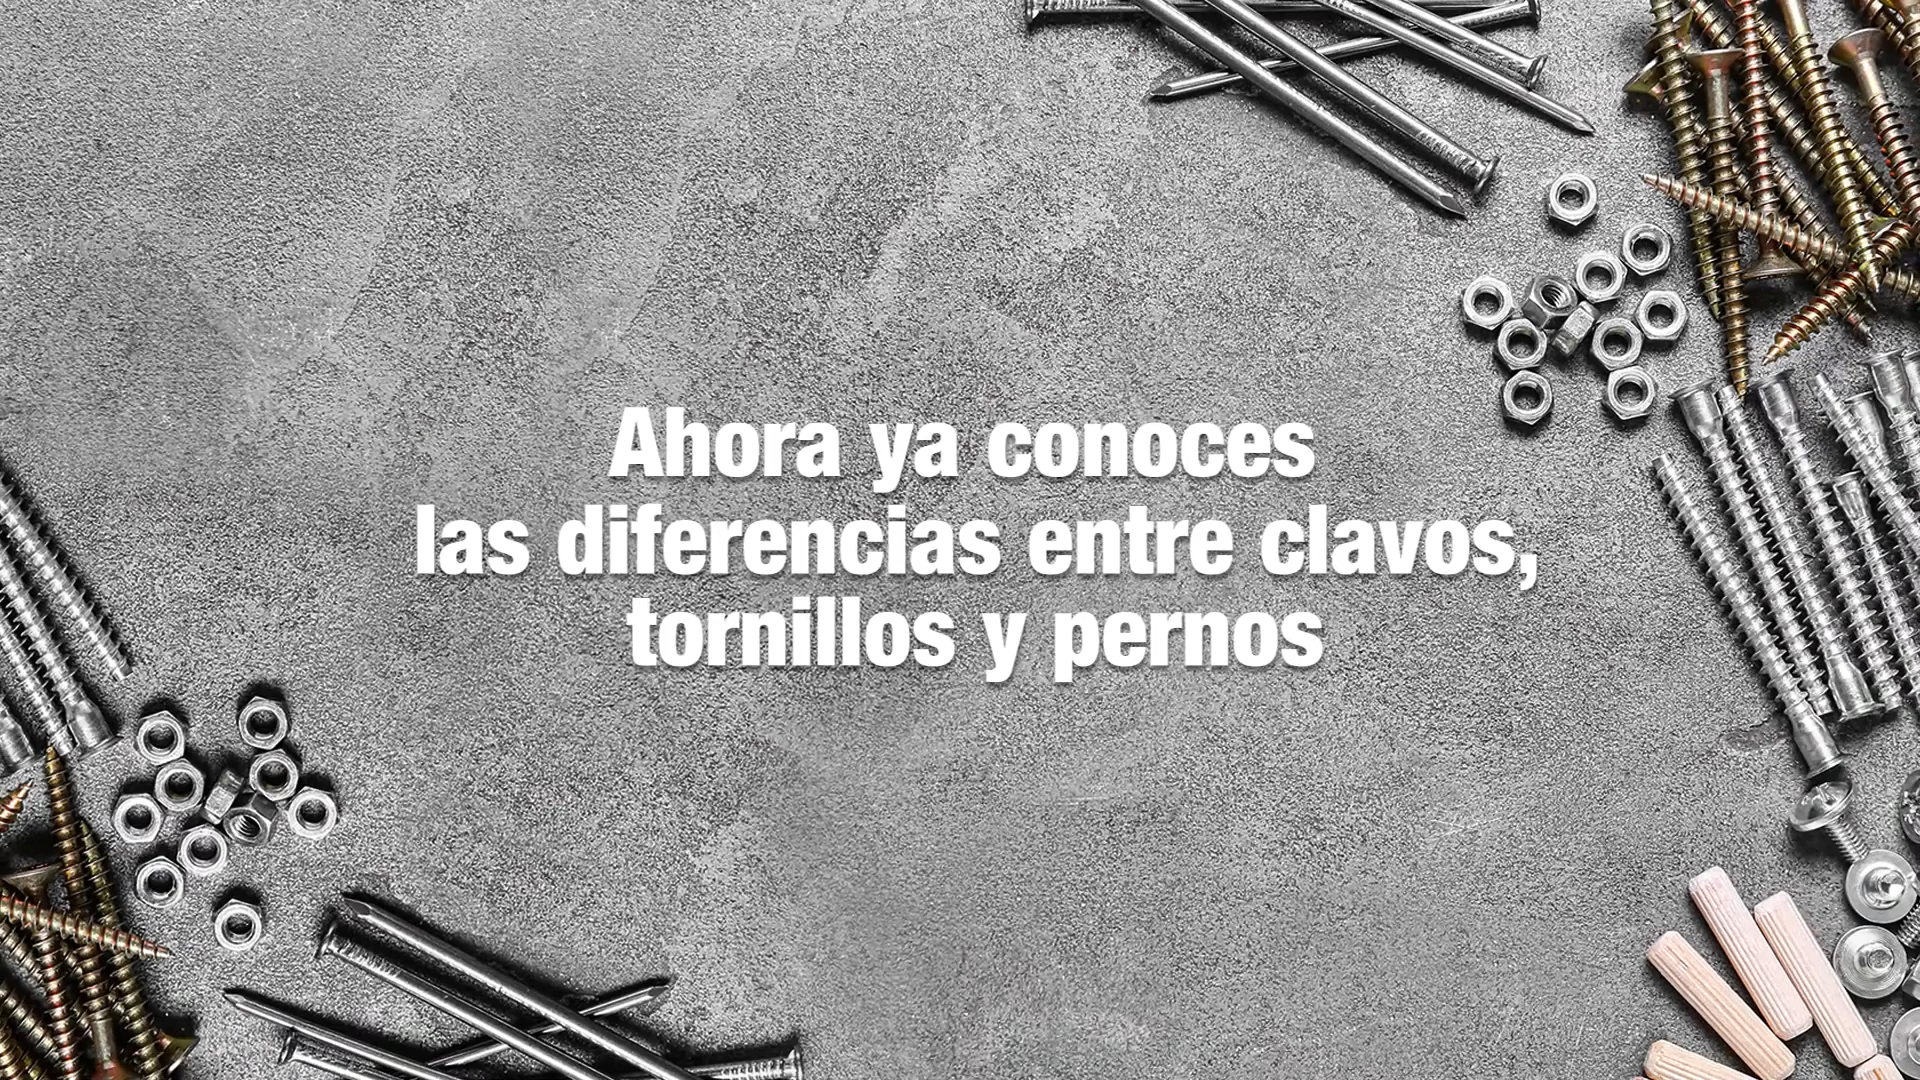 Ahora ya conoces
las diferencias entre clavos,
tornillos y pernos